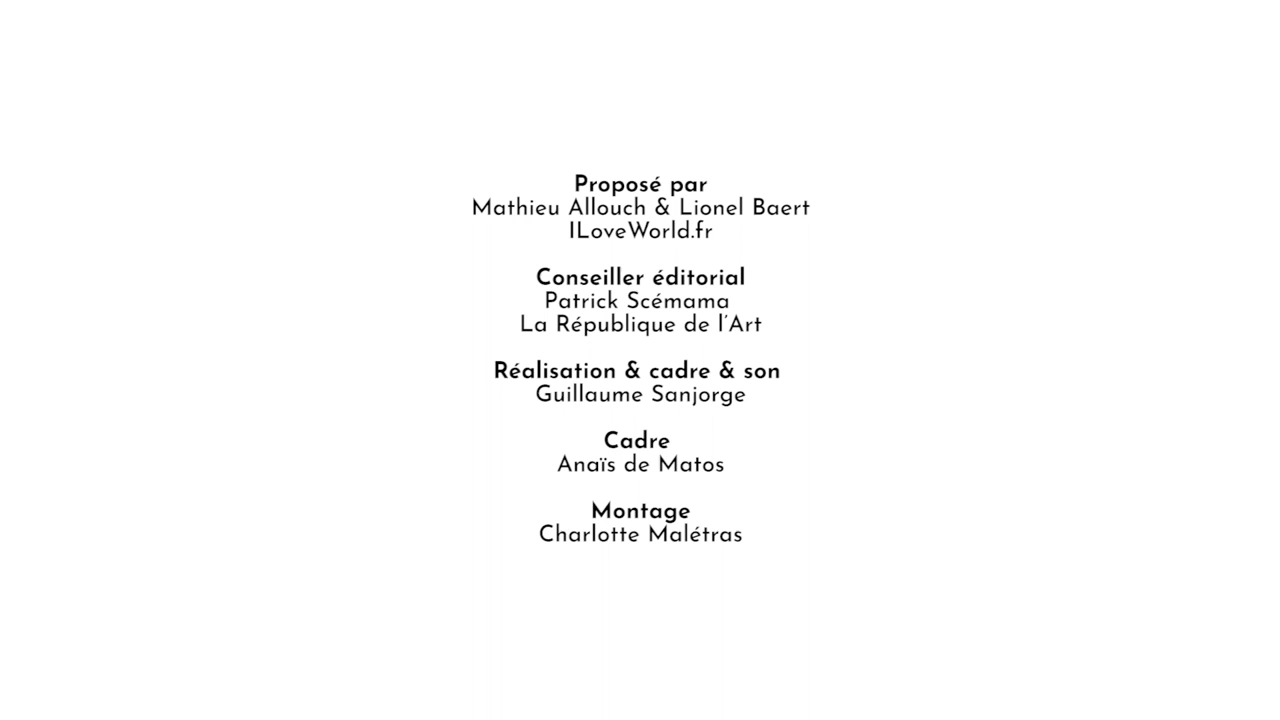 Proposé par
Mathieu Allouch & Lionel Baert
ILoveWorld.fr
Conseiller éditorial
Patrick Scémama
La République de l'Art
Réalisation & cadre & son
Guillaume Sanjorge
Cadre
Anaïs de Matos
Montage
Charlotte Malétras